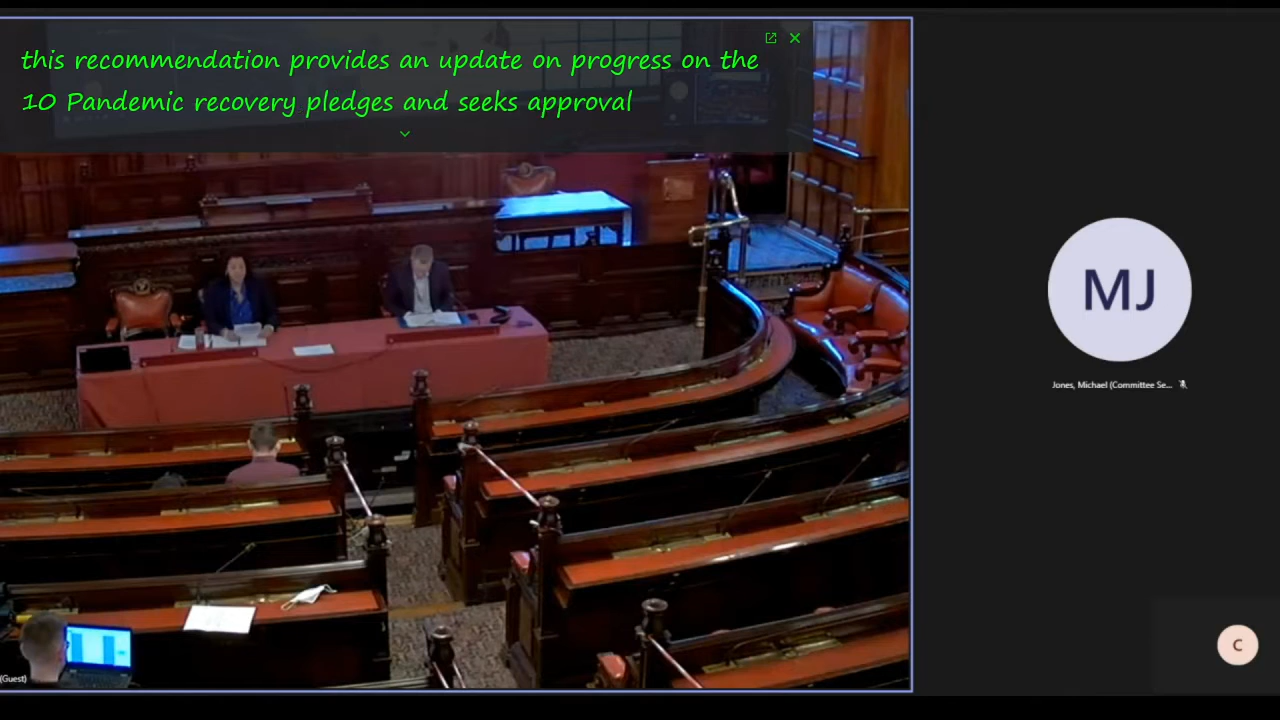 this recommendation provides an update on progress on the
10 Pandemic recovery pledges and seeks approval
MJ
Jones, Michael (Committee Se...
C
(Guest)